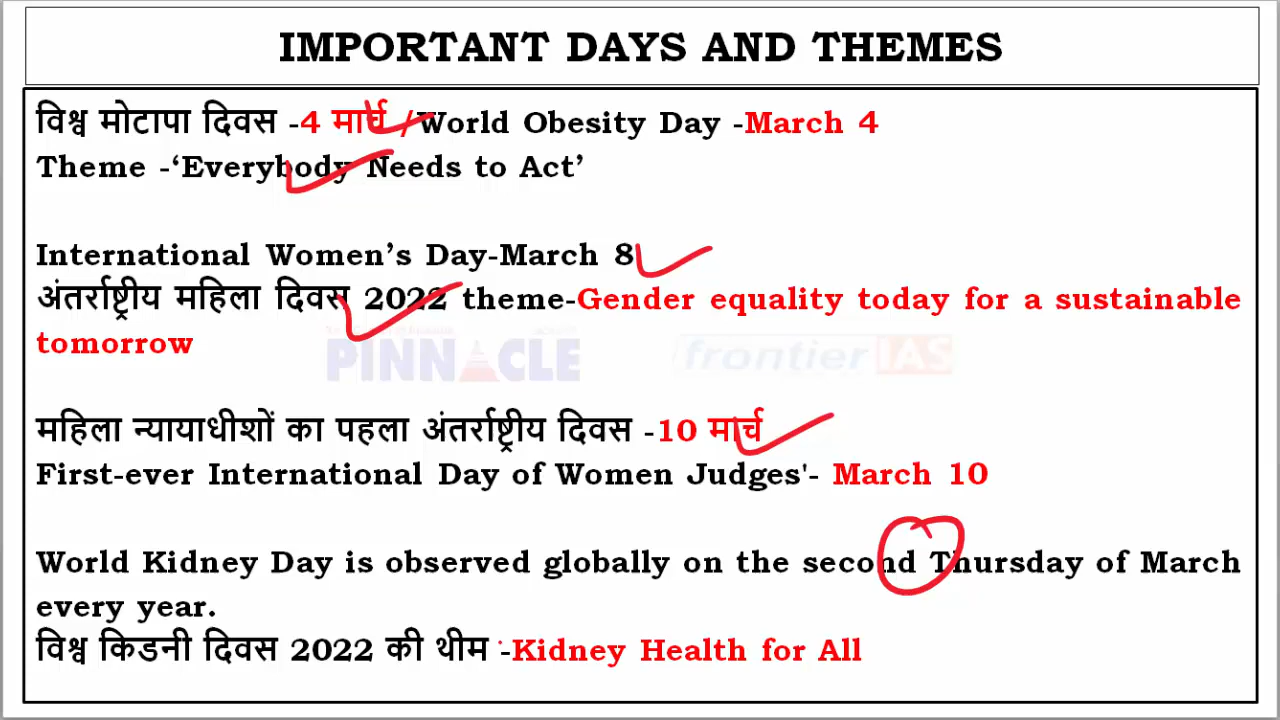 IMPORTANT DAYS AND THEMES
विश्व मोटापा दिवस -4 मार्च /World Obesity Day -March 4
Theme -‘Everybody Needs to Act’
International Women’s Day-March 8
अंतर्राष्ट्रीय महिला दिवस 2022 theme-Gender equality today for a sustainable
tomorrow
PINNACLE frontier IAS
महिला न्यायाधीशों का पहला अंतर्राष्ट्रीय दिवस -10 मार्च
First-ever International Day of Women Judges'- March 10
World Kidney Day is observed globally on the second Thursday of March
every year.
विश्व किडनी दिवस 2022 की थीम -Kidney Health for All